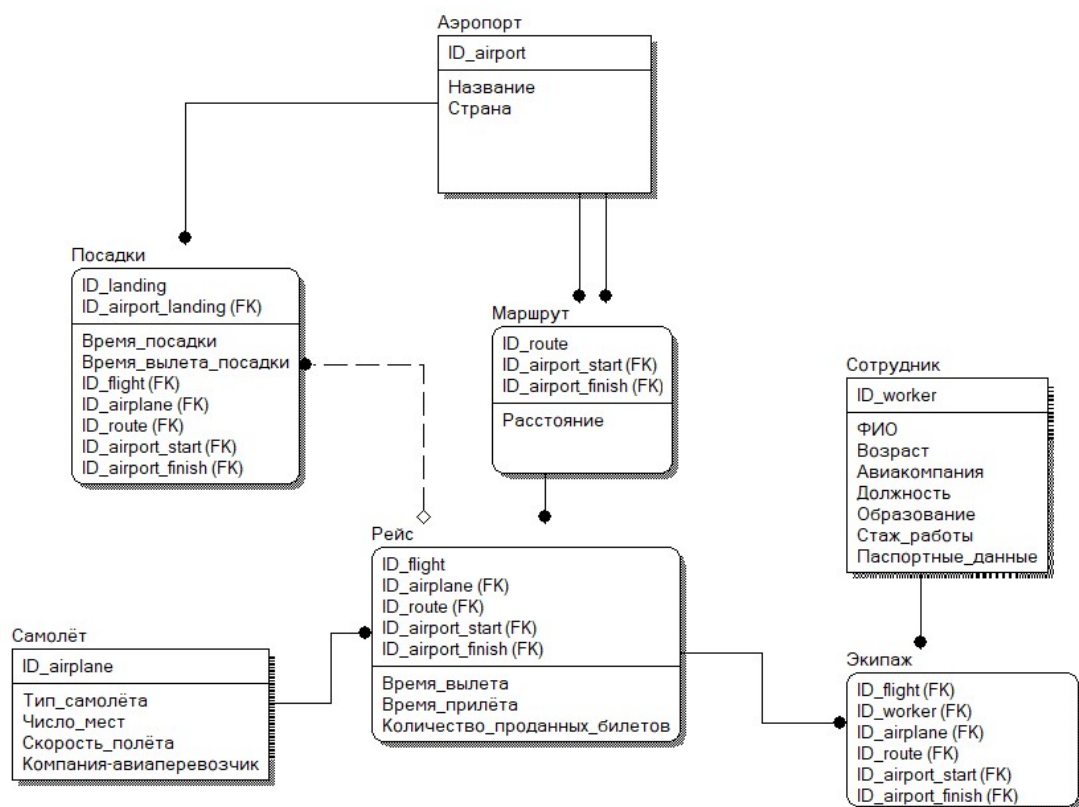 Аэропорт
ID_airport
Название
Страна
Посадки
ID_landing
ID_airport_landing (FK)
Время_посадки
Время_вылета_посадки
ID_flight (FK)
ID_airplane (FK)
ID_route (FK)
ID_airport_start (FK)
ID_airport_finish (FK)
Маршрут
ID_route
ID_airport_start (FK)
ID_airport_finish (FK)
Расстояние
Сотрудник
ID_worker
ФИО
Возраст
Авиакомпания
Должность
Образование
Стаж_работы
Паспортные_данные
Рейс
ID_flight
ID_airplane (FK)
ID_route (FK)
ID_airport_start (FK)
ID_airport_finish (FK)
Время_вылета
Время_прилёта
Количество_проданных_билетов
Самолёт
ID_airplane
Тип_самолёта
Число_мест
Скорость_полёта
Компания-авиаперевозчик
Экипаж
ID_flight (FK)
ID_worker (FK)
ID_airplane (FK)
ID_route (FK)
ID_airport_start (FK)
ID_airport_finish (FK)